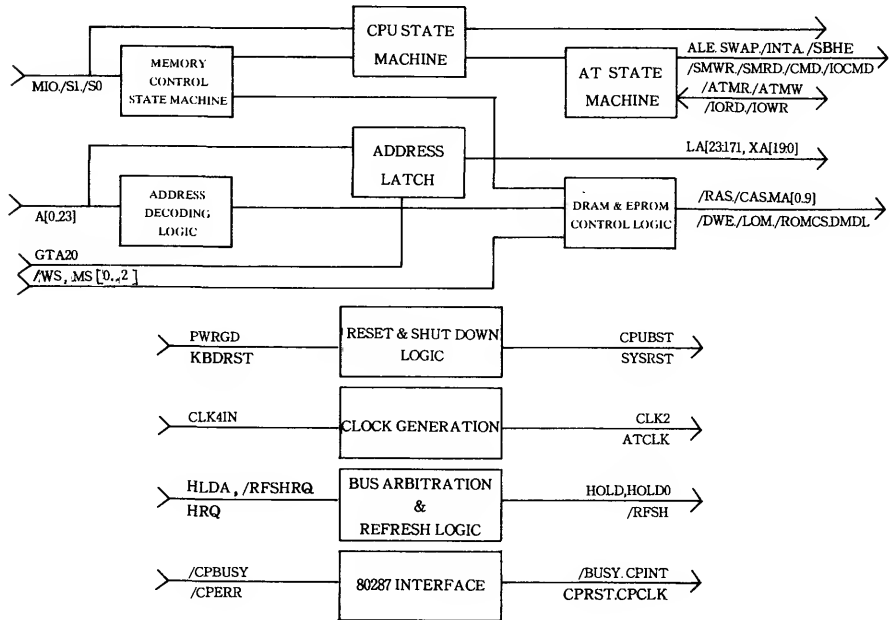 CPU STATE
MACHINE
MEMORY
CONTROL
STATE MACHINE
MIO./S1./S0
AT STATE
MACHINE
ALE. SWAP./INTA. /SBHE
/SMWR./SMRD./CMD./IOCMD
/ATMR./ATMW
/IORD./IOWR
ADDRESS
LATCH
LA[23:171, XA[19:0]
ADDRESS
DECODING
LOGIC
A[0..23]
DRAM & EPROM
CONTROL LOGIC
/RAS./CAS.MA[0..9]
/DWE./LOM./ROMCS.DMDL
GTA20
/WS, MS[0..2]
PWRGD
KBDRST
RESET & SHUT DOWN
LOGIC
CPUBST
SYSRST
CLK4IN
CLOCK GENERATION
CLK2
ATCLK
HLDA, /RFSHRQ
HRQ
BUS ARBITRATION
&
REFRESH LOGIC
HOLD,HOLD0
/RFSH
/CPBUSY
/CPERR
80287 INTERFACE
/BUSY. CPINT
CPRST.CPCLK